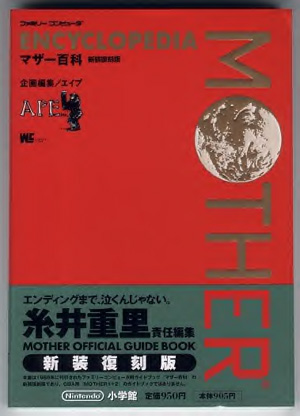 ファミリーコンピュータ
ENCYCLOPEDIA
マザー百科 新装復刻版
企画編集/エイプ
APE
MOTHER
エンディングまで、泣くんじゃない。
糸井重里 責任編集
MOTHER OFFICIAL GUIDE BOOK
新装復刻版
Nintendo 小学館 定価950円 本体905円